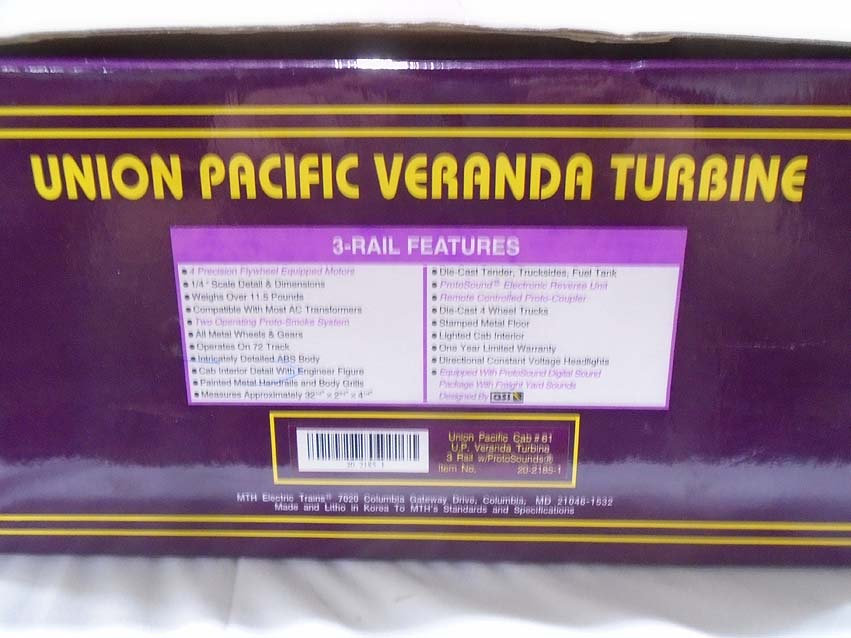 UNION PACIFIC VERANDA TURBINE
3-RAIL FEATURES
• 4 Precision Flywheel Equipped Motors
• 1/4" Scale Detail & Dimensions
• Weighs Over 11.5 Pounds
• Compatible With Most AC Transformers
• Two Operating Proto-Smoke System
• All Metal Wheels & Gears
• Operates On 72 Track
• Intricately Detailed ABS Body
• Cab Interior Detail With Engineer Figure
• Painted Metal Handrails and Body Grills
• Measures Approximately 32 × 2 × 4
• Die-Cast Tender, Trucksides, Fuel Tank
• ProtoSound® Electronic Reverse Unit
• Remote Controlled Proto-Coupler
• Die-Cast 4 Wheel Trucks
• Stamped Metal Floor
• Lighted Cab Interior
• One Year Limited Warranty
• Directional Constant Voltage Headlights
• Equipped With ProtoSound Digital Sound
Package With Freight Yard Sounds
Designed By QSI
20-2185-1
Union Pacific Cab # 61
U.P. Veranda Turbine
3 Rail w/ProtoSounds®
Item No. 20-2185-1
MTH Electric Trains® 7020 Columbia Gateway Drive, Columbia, MD 21046-1532
Made and Litho in Korea To MTH's Standards and Specifications